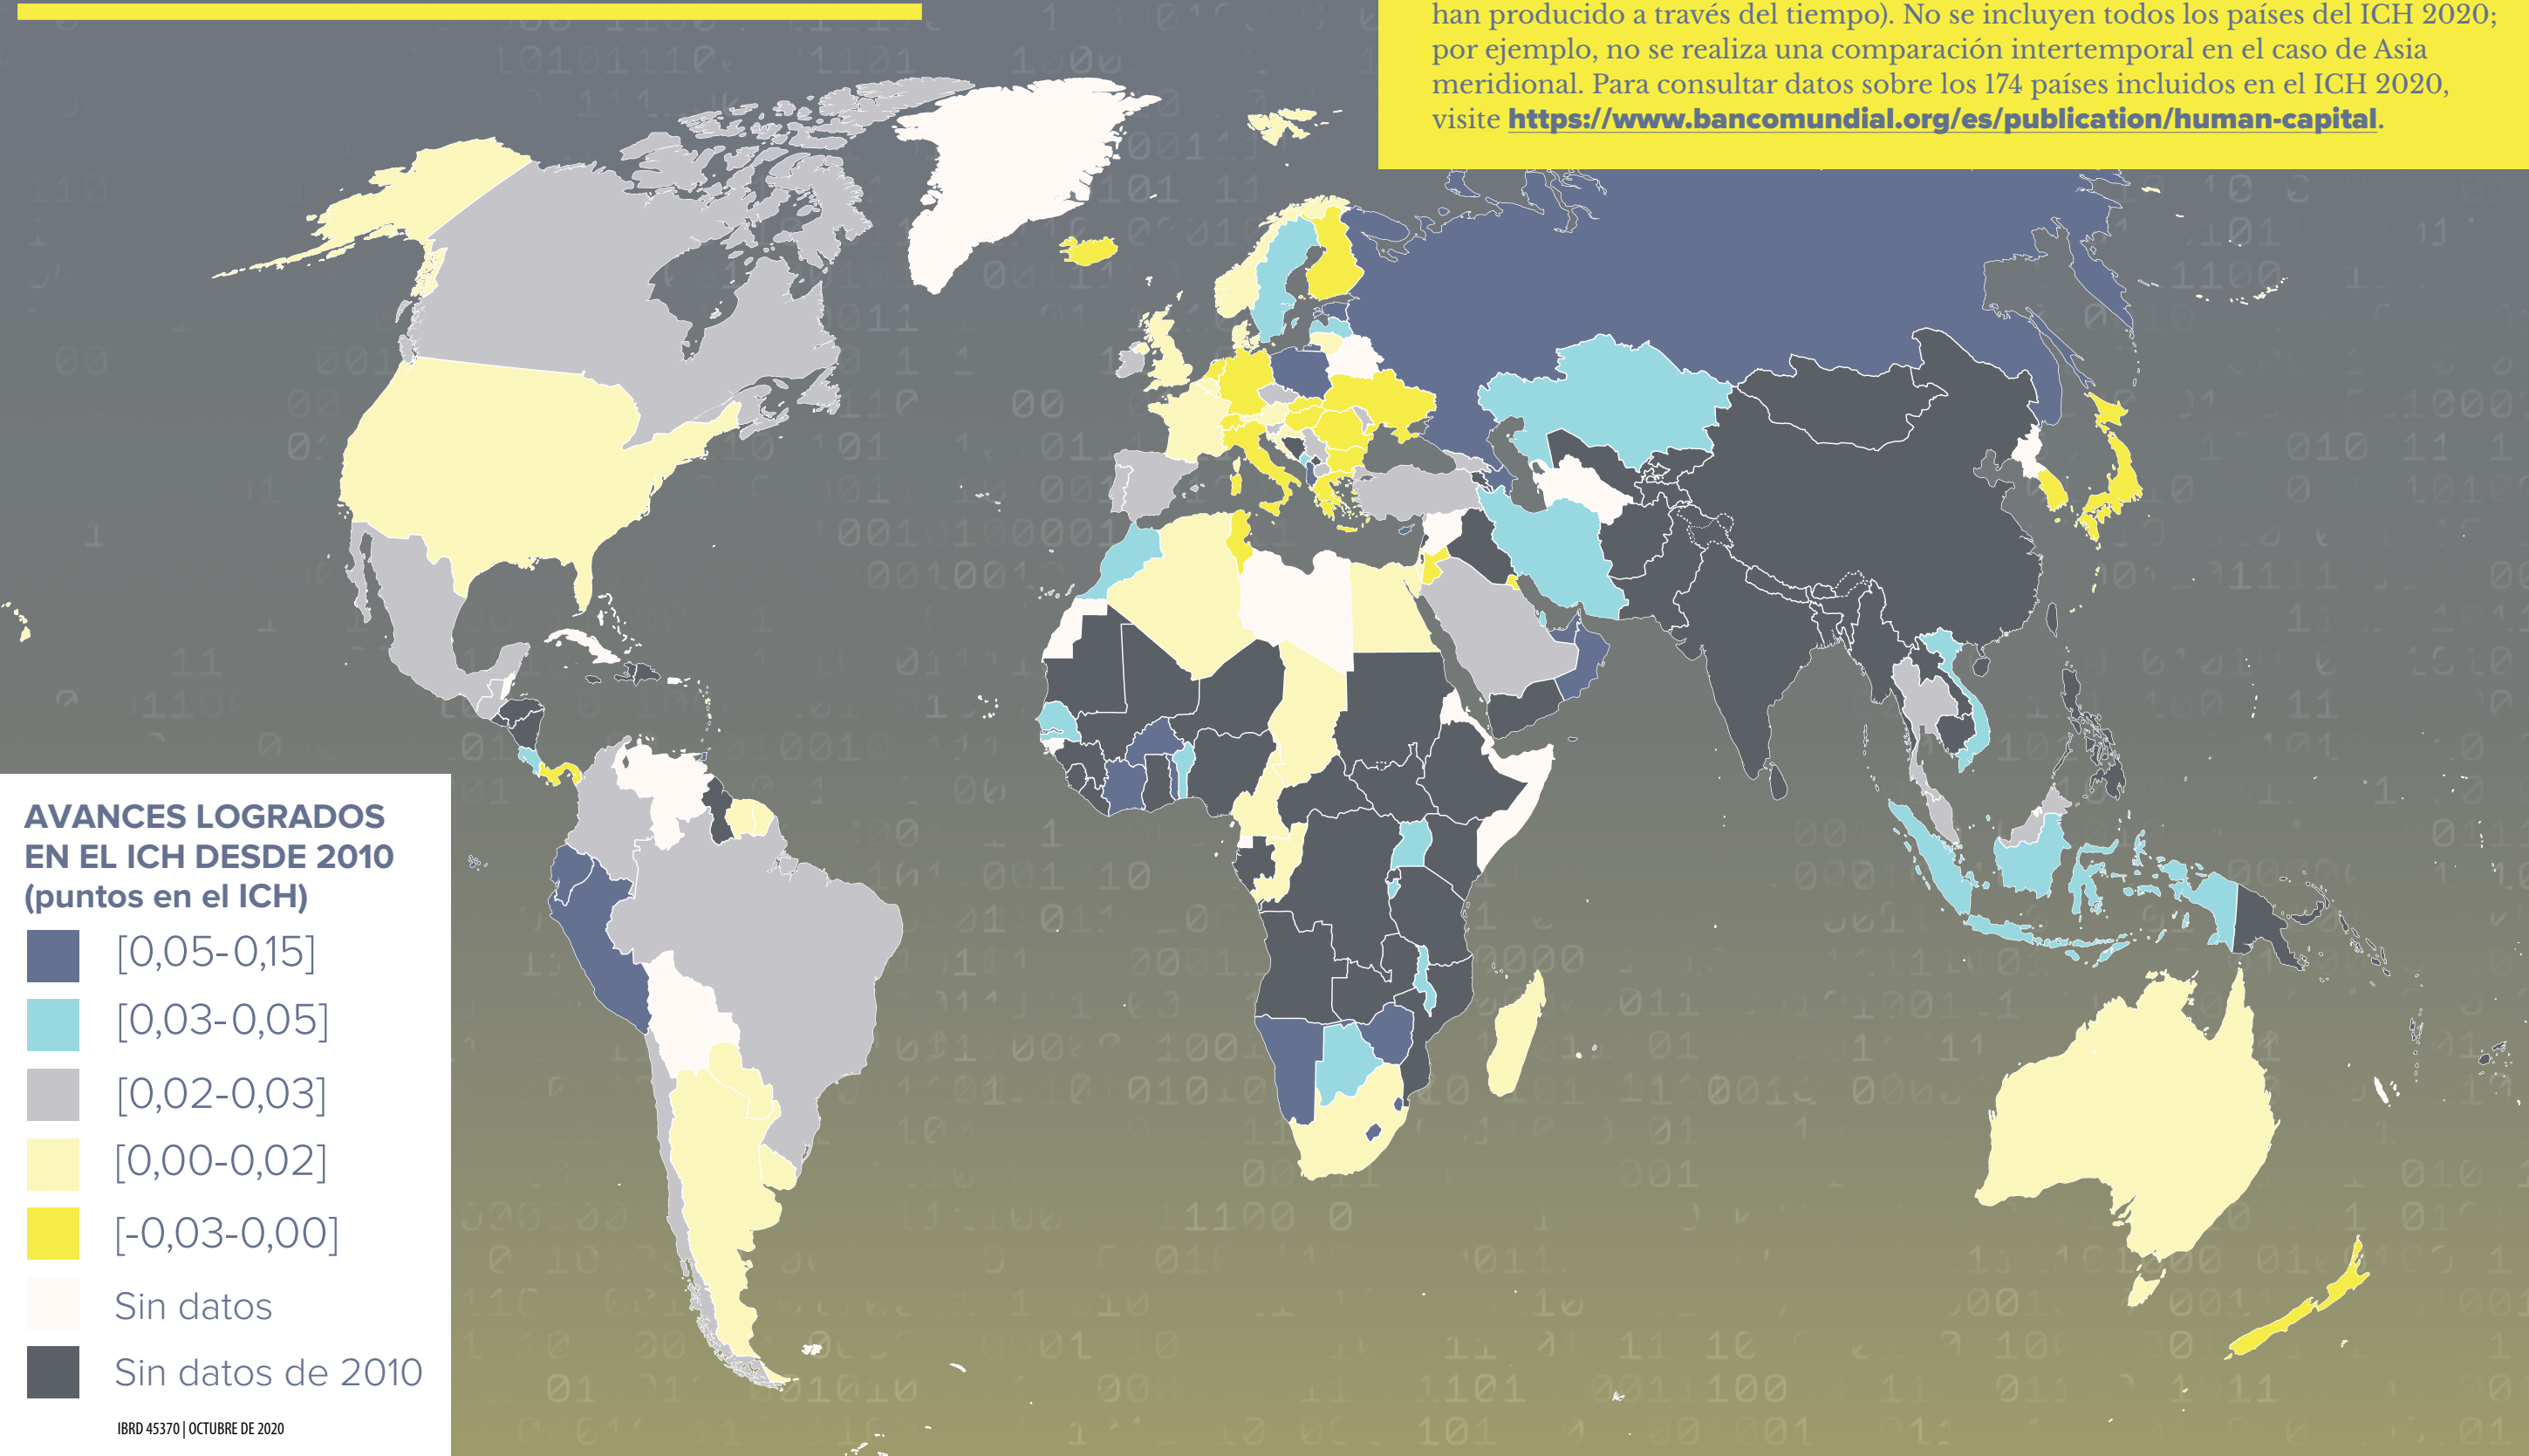 han producido a través del tiempo). No se incluyen todos los países del ICH 2020;
por ejemplo, no se realiza una comparación intertemporal en el caso de Asia
meridional. Para consultar datos sobre los 174 países incluidos en el ICH 2020,
visite https://www.bancomundial.org/es/publication/human-capital.
AVANCES LOGRADOS
EN EL ICH DESDE 2010
(puntos en el ICH)
[0,05-0,15]
[0,03-0,05]
[0,02-0,03]
[0,00-0,02]
[-0,03-0,00]
Sin datos
Sin datos de 2010
IBRD 45370 | OCTUBRE DE 2020